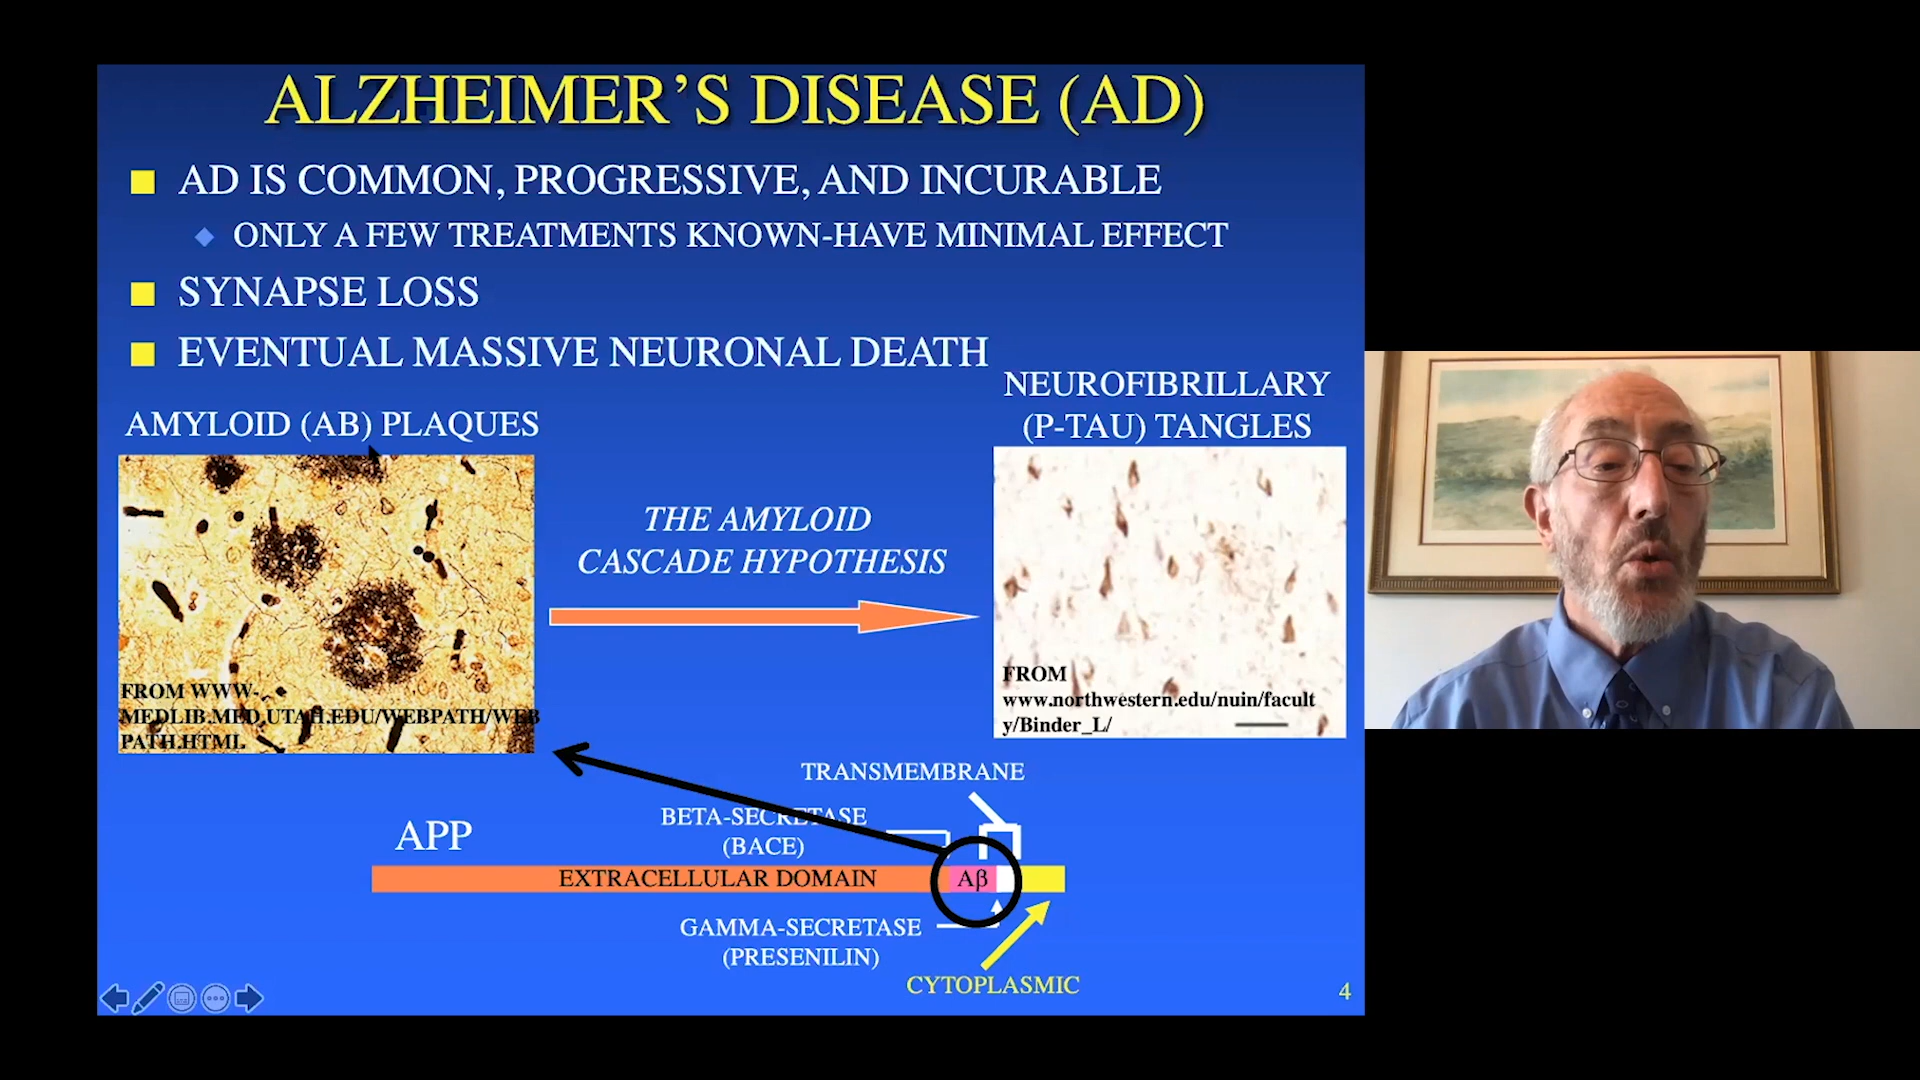 ALZHEIMER'S DISEASE (AD)
AD IS COMMON, PROGRESSIVE, AND INCURABLE
ONLY A FEW TREATMENTS KNOWN-HAVE MINIMAL EFFECT
SYNAPSE LOSS
EVENTUAL MASSIVE NEURONAL DEATH
AMYLOID (AB) PLAQUES
NEUROFIBRILLARY
(P-TAU) TANGLES
THE AMYLOID
CASCADE HYPOTHESIS
FROM WWW-
MEDLIB.MED.UTAH.EDU/WEBPATH/WEB
PATH.HTML
FROM
www.northwestern.edu/nuin/facult
y/Binder_L/
TRANSMEMBRANE
BETA-SECRETASE
(BACE)
APP
EXTRACELLULAR DOMAIN
Aβ
GAMMA-SECRETASE
(PRESENILIN)
CYTOPLASMIC
4